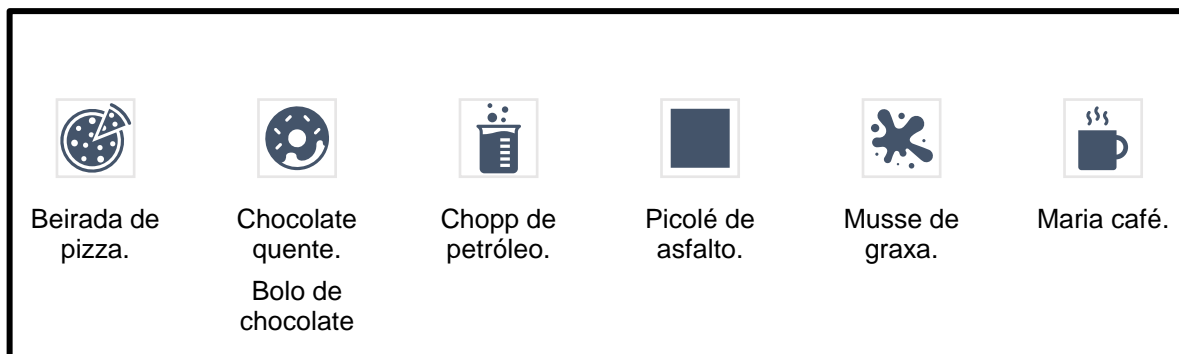 Beirada de
pizza.
Chocolate
quente.
Bolo de
chocolate
Chopp de
petróleo.
Picolé de
asfalto.
Musse de
graxa.
Maria café.